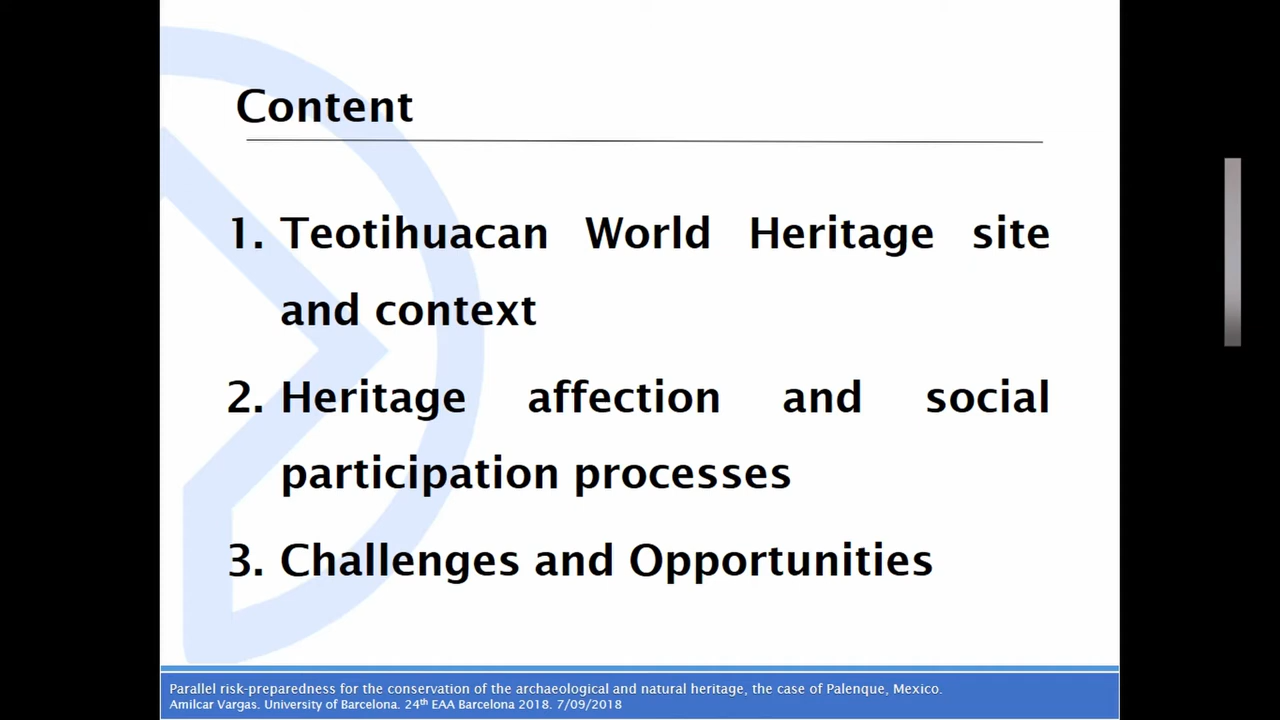 Content
1. Teotihuacan World Heritage site
and context
2. Heritage affection and social
participation processes
3. Challenges and Opportunities
Parallel risk-preparedness for the conservation of the archaeological and natural heritage, the case of Palenque, Mexico.
Amilcar Vargas. University of Barcelona. 24th EAA Barcelona 2018. 7/09/2018